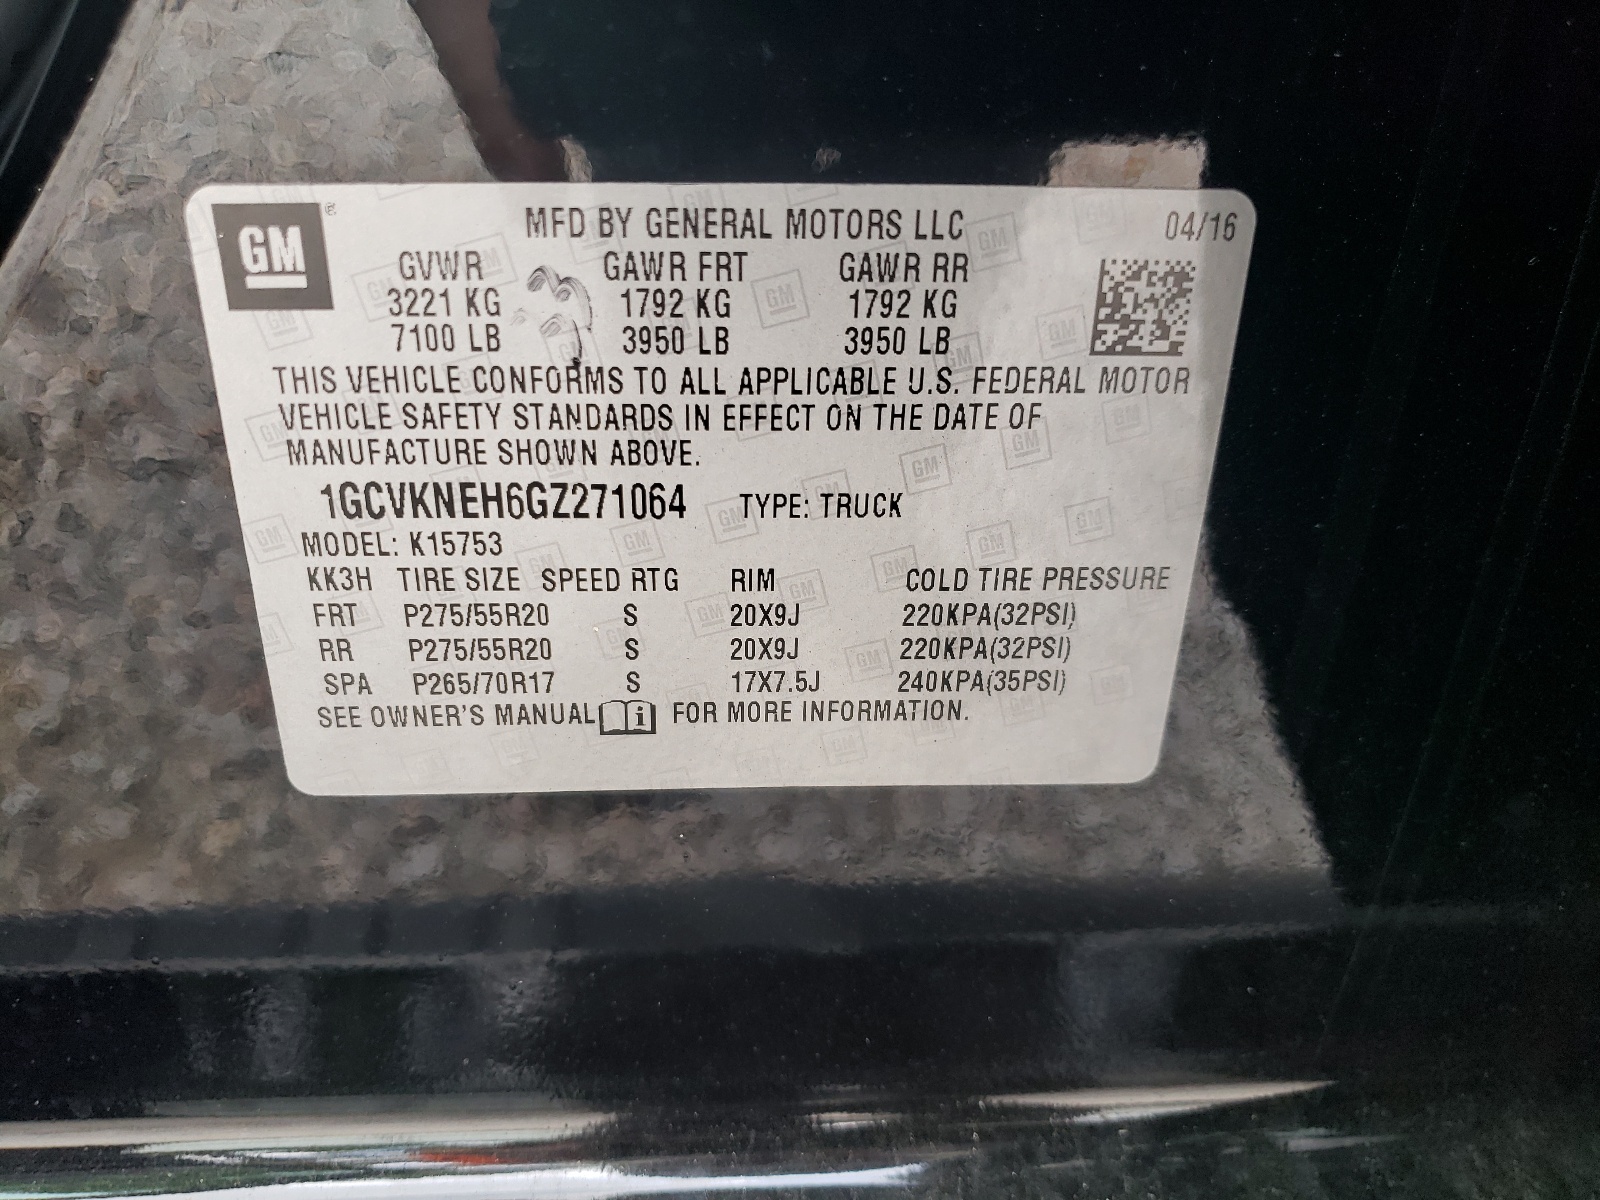 GM
MFD BY GENERAL MOTORS LLC 04/16
GVWR GAWR FRT GAWR RR
3221 KG 1792 KG 1792 KG
7100 LB 3950 LB 3950 LB
THIS VEHICLE CONFORMS TO ALL APPLICABLE U.S. FEDERAL MOTOR
VEHICLE SAFETY STANDARDS IN EFFECT ON THE DATE OF
MANUFACTURE SHOWN ABOVE.
1GCVKNEH6GZ271064 TYPE: TRUCK
MODEL: K15753
KK3H TIRE SIZE SPEED RTG RIM COLD TIRE PRESSURE
FRT P275/55R20 S 20X9J 220KPA(32PSI)
RR P275/55R20 S 20X9J 220KPA(32PSI)
SPA P265/70R17 S 17X7.5J 240KPA(35PSI)
SEE OWNER'S MANUAL i FOR MORE INFORMATION.